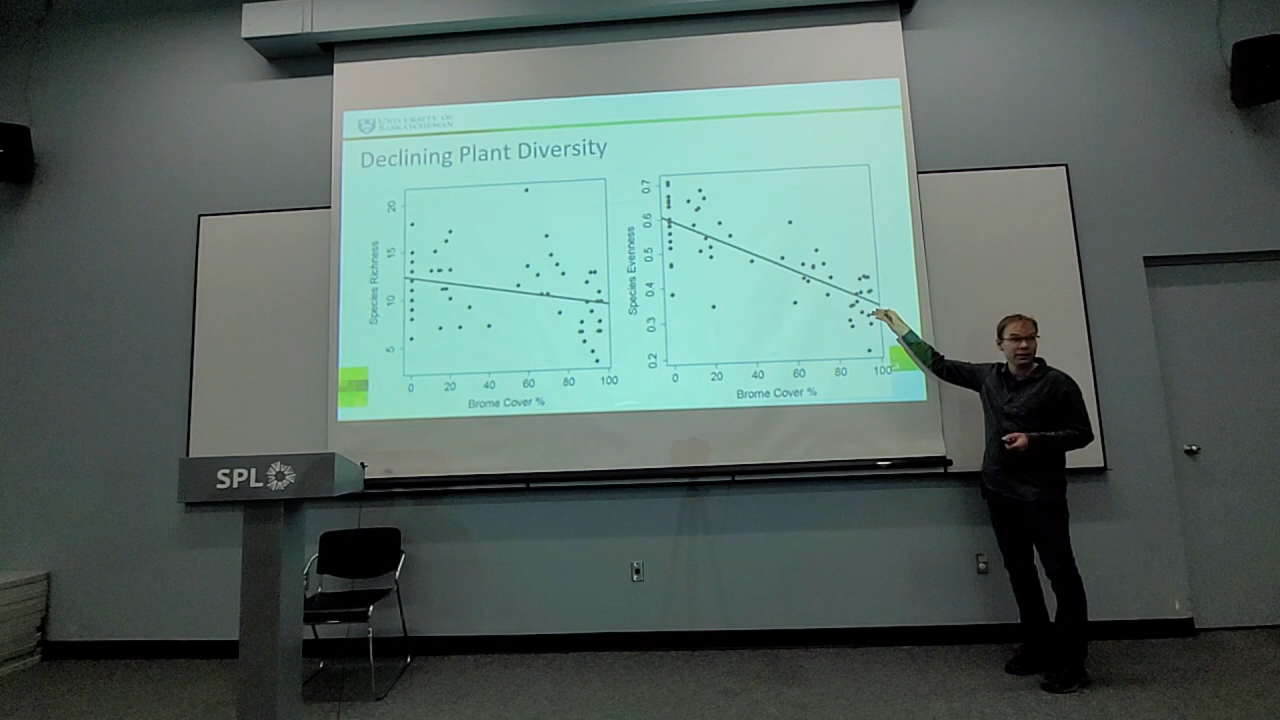 UNIVERSITY OF
SASKATCHEWAN
Declining Plant Diversity
Species Richness
5
10
15
20
0
20
40
60
80
100
Brome Cover %
Species Evenness
0.2
0.3
0.4
0.5
0.6
0.7
0
20
40
60
80
100
Brome Cover %
SPL